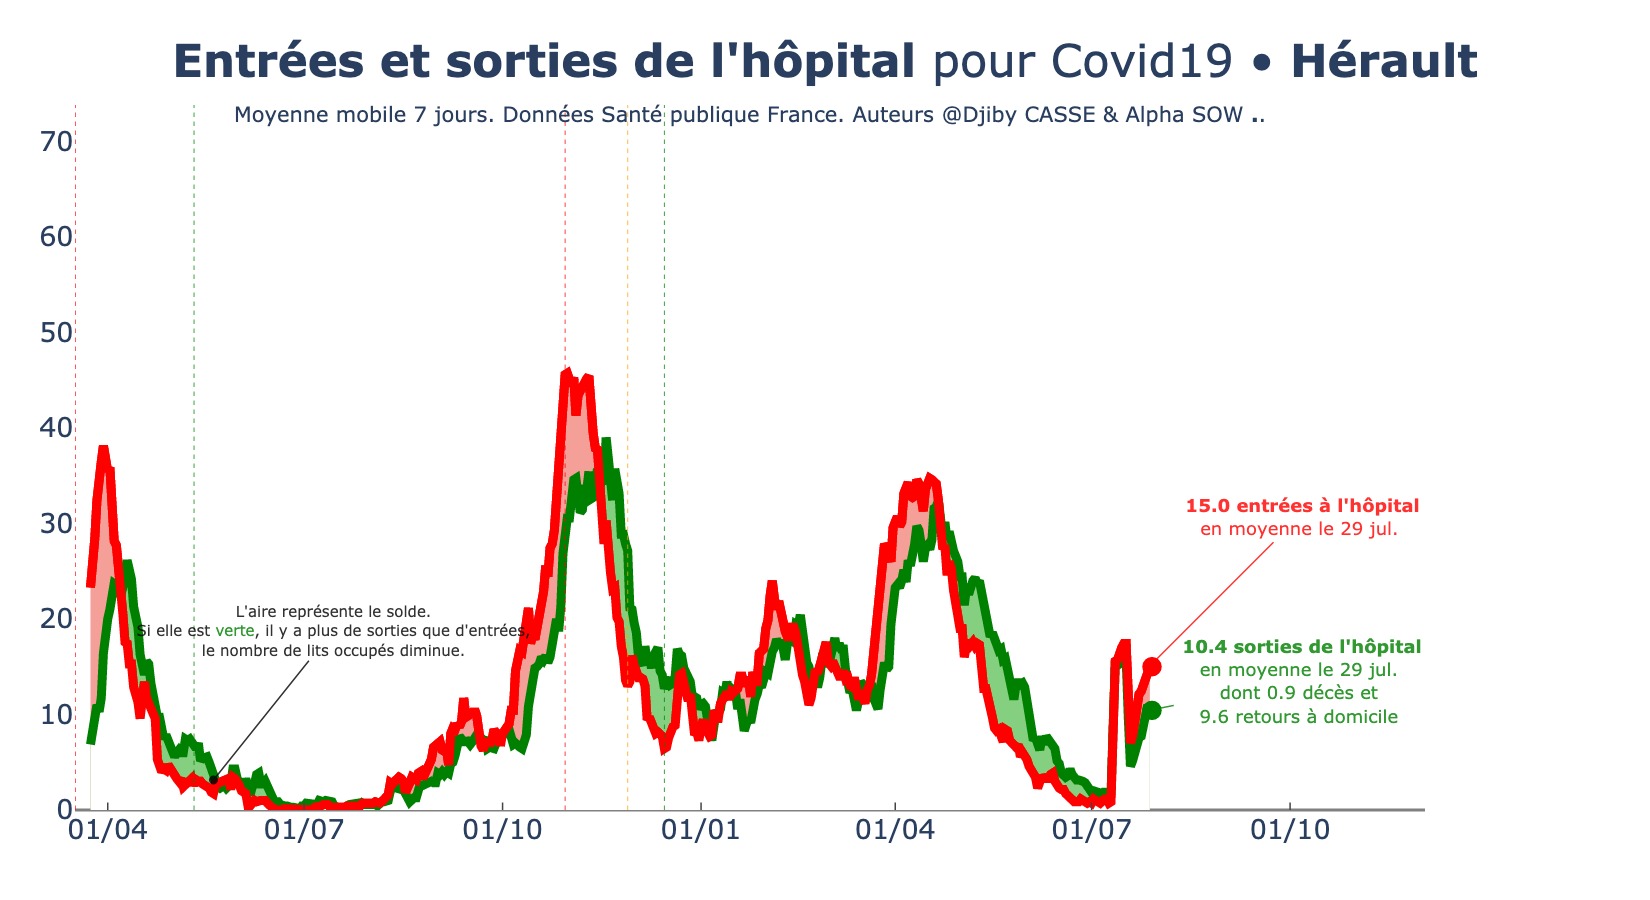 Entrées et sorties de l'hôpital pour Covid19 • Hérault
Moyenne mobile 7 jours. Données Santé publique France. Auteurs @Djiby CASSE & Alpha SOW ..
70
60
50
40
30
20
10
0
L'aire représente le solde.
Si elle est verte, il y a plus de sorties que d'entrées,
le nombre de lits occupés diminue.
15.0 entrées à l'hôpital
en moyenne le 29 jul.
10.4 sorties de l'hôpital
en moyenne le 29 jul.
dont 0.9 décès et
9.6 retours à domicile
01/04 01/07 01/10 01/01 01/04 01/07 01/10